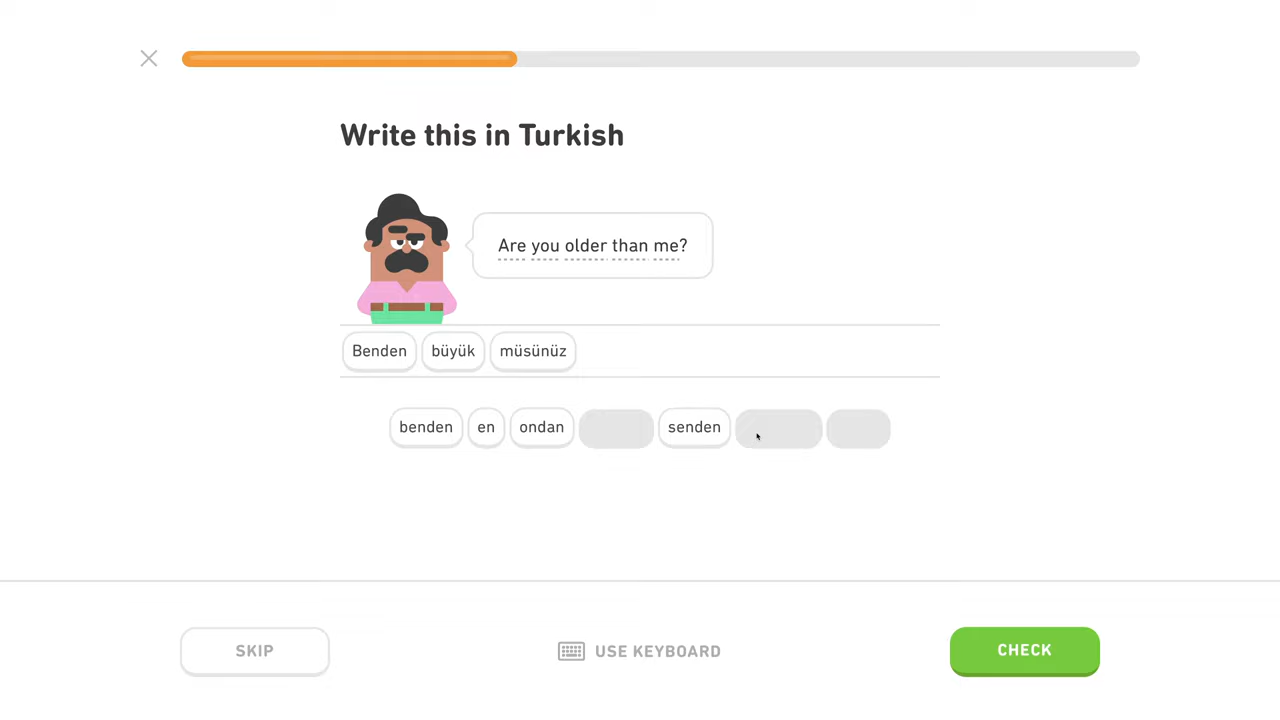 Write this in Turkish
Are you older than me?
Benden büyük müsünüz
benden en ondan senden
SKIP
USE KEYBOARD
CHECK